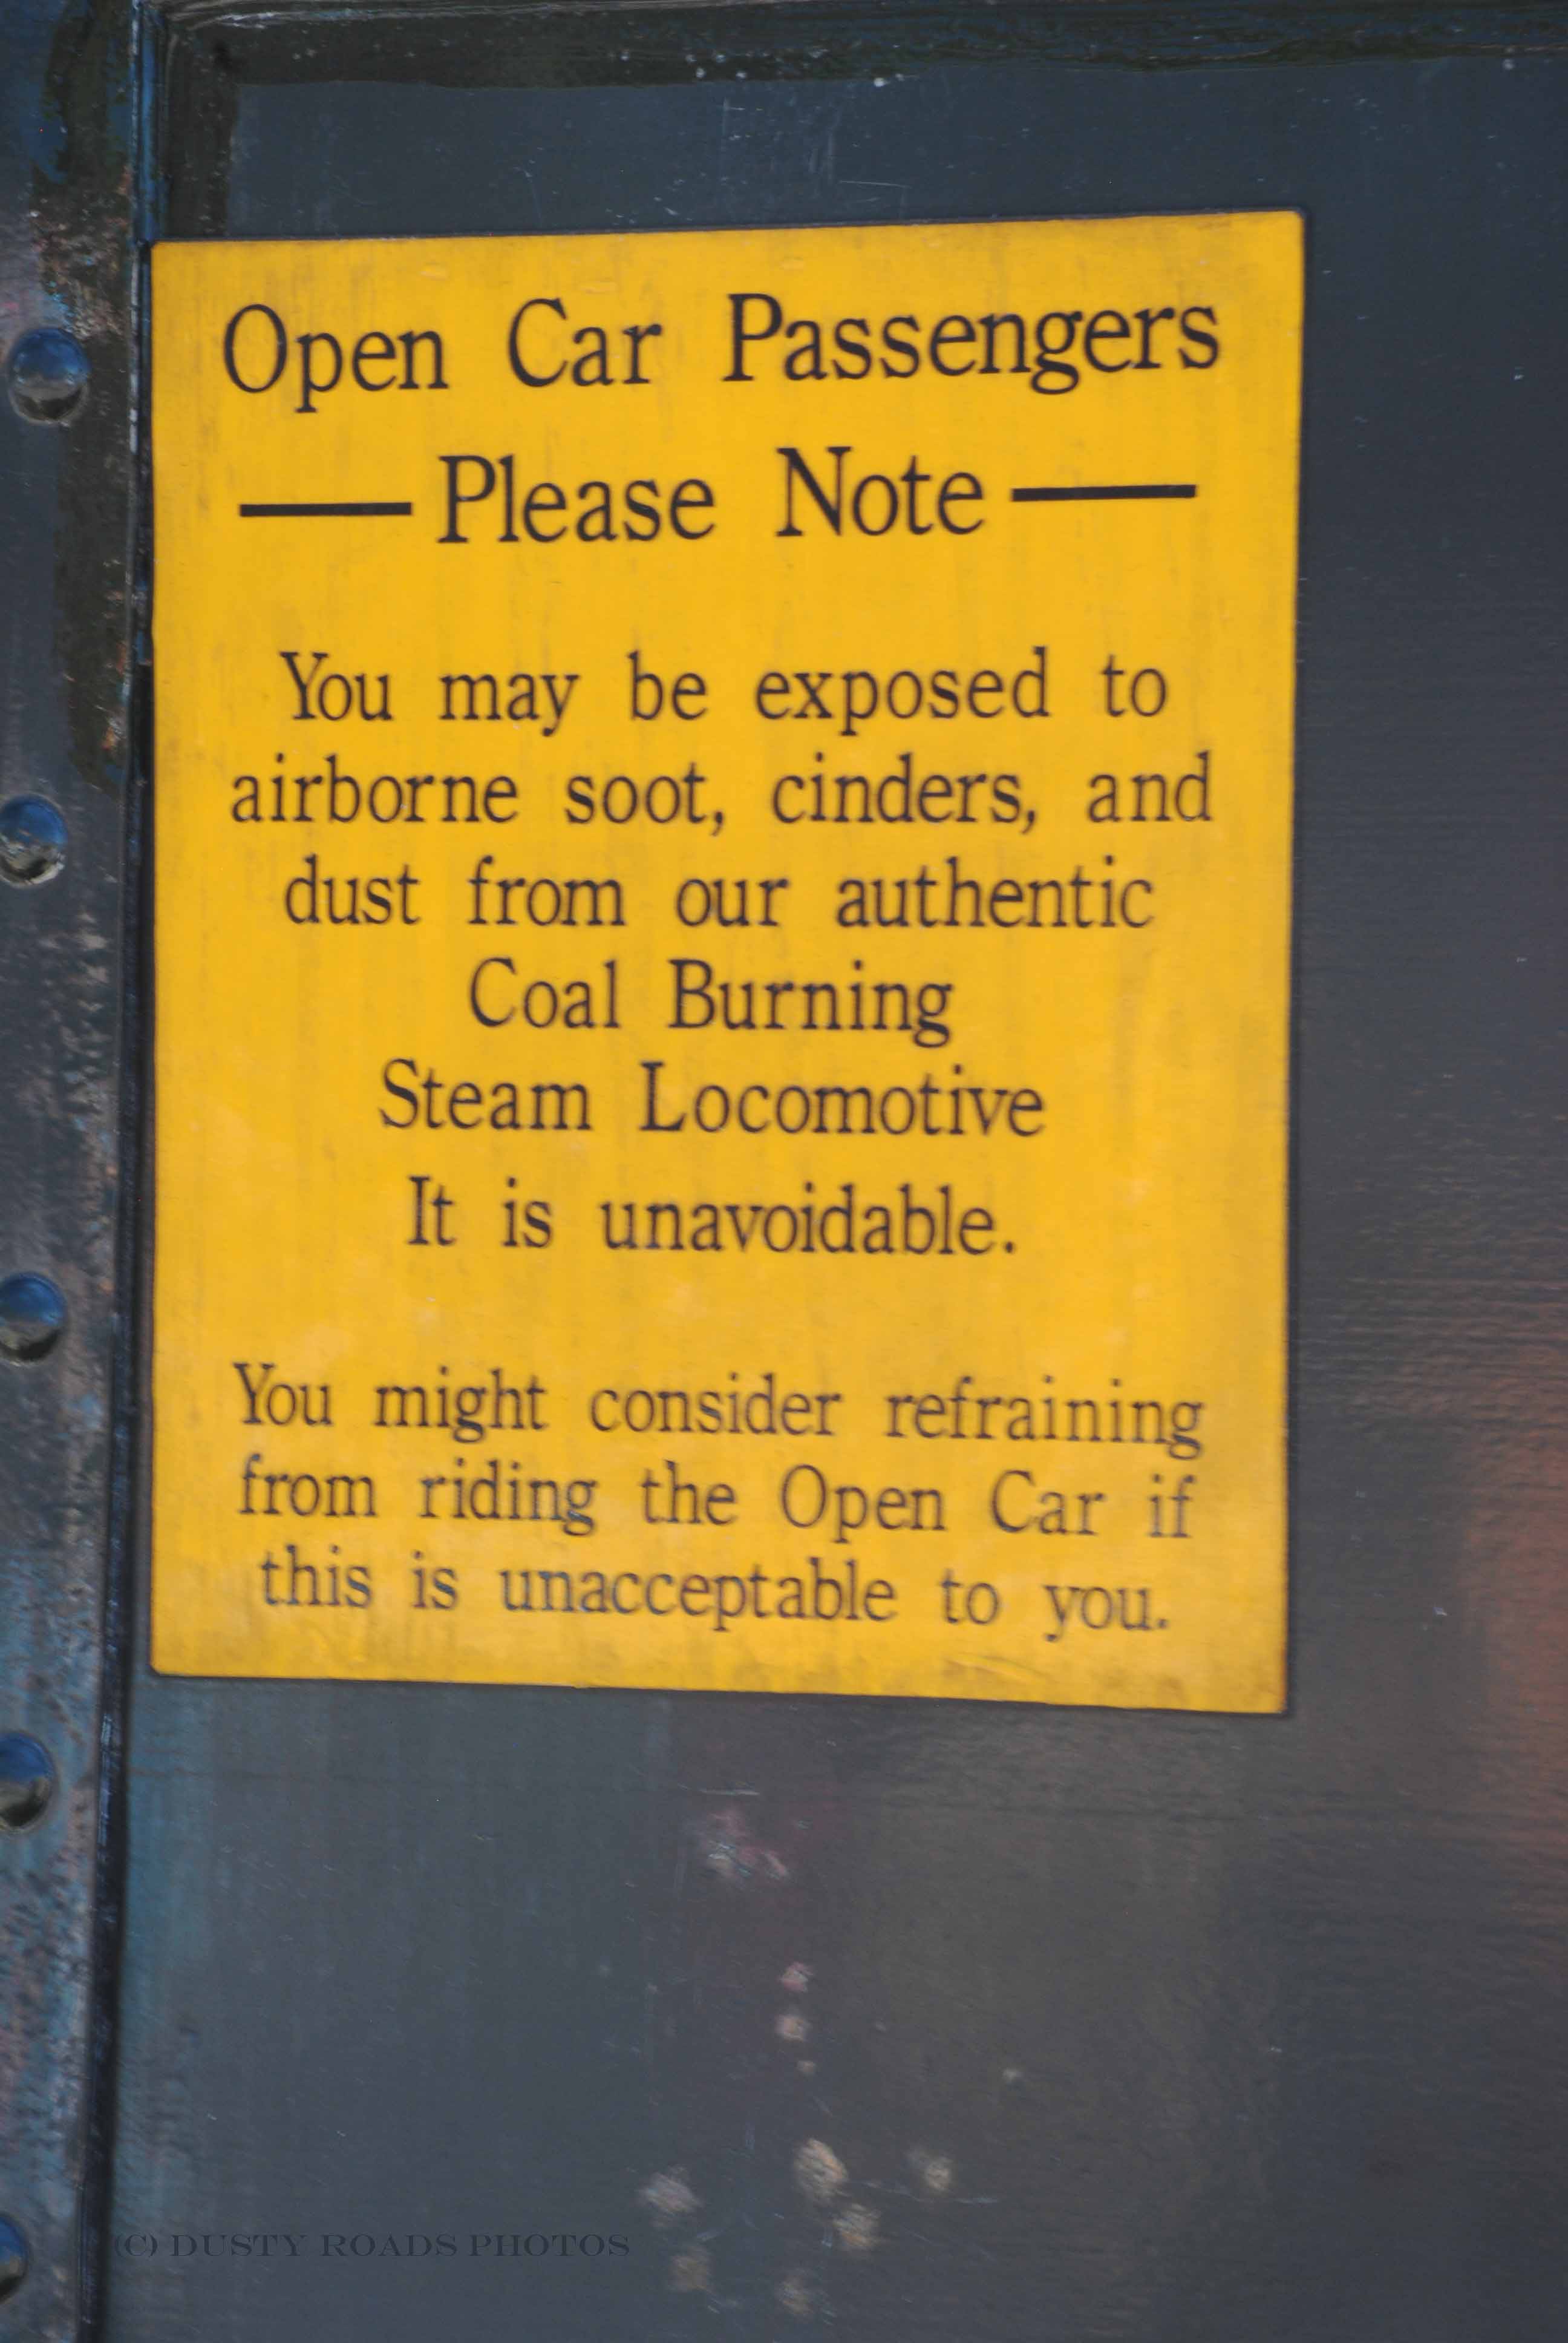 Open Car Passengers
— Please Note —
You may be exposed to
airborne soot, cinders, and
dust from our authentic
Coal Burning
Steam Locomotive
It is unavoidable.
You might consider refraining
from riding the Open Car if
this is unacceptable to you.
(C) DUSTY ROADS PHOTOS